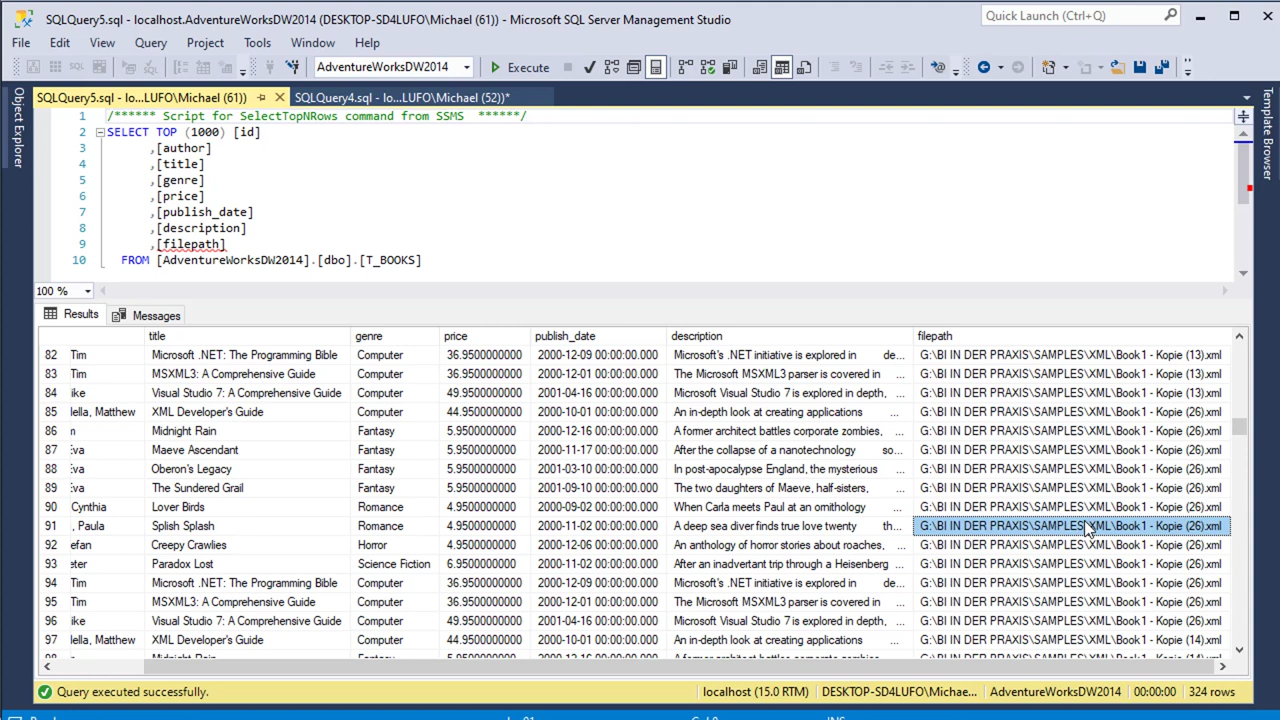 SQLQuery5.sql - localhost.AdventureWorksDW2014 (DESKTOP-SD4LUFO\Michael (61)) - Microsoft SQL Server Management Studio
Quick Launch (Ctrl+Q)
File Edit View Query Project Tools Window Help
AdventureWorksDW2014 Execute
SQLQuery5.sql - lo...LUFO\Michael (61)) SQLQuery4.sql - lo...LUFO\Michael (52))*
Object Explorer
Template Browser
1 /****** Script for SelectTopNRows command from SSMS ******/
2 SELECT TOP (1000) [id]
3 ,[author]
4 ,[title]
5 ,[genre]
6 ,[price]
7 ,[publish_date]
8 ,[description]
9 ,[filepath]
10 FROM [AdventureWorksDW2014].[dbo].[T_BOOKS]
100 %
Results Messages
title genre price publish_date description filepath
82 Tim Microsoft .NET: The Programming Bible Computer 36.9500000000 2000-12-09 00:00:00.000 Microsoft's .NET initiative is explored in de... G:\BI IN DER PRAXIS\SAMPLES\XML\Book1 - Kopie (13).xml
83 Tim MSXML3: A Comprehensive Guide Computer 36.9500000000 2000-12-01 00:00:00.000 The Microsoft MSXML3 parser is covered in ... G:\BI IN DER PRAXIS\SAMPLES\XML\Book1 - Kopie (13).xml
84 ike Visual Studio 7: A Comprehensive Guide Computer 49.9500000000 2001-04-16 00:00:00.000 Microsoft Visual Studio 7 is explored in depth, ... G:\BI IN DER PRAXIS\SAMPLES\XML\Book1 - Kopie (13).xml
85 lella, Matthew XML Developer's Guide Computer 44.9500000000 2000-10-01 00:00:00.000 An in-depth look at creating applications ... G:\BI IN DER PRAXIS\SAMPLES\XML\Book1 - Kopie (26).xml
86 Midnight Rain Fantasy 5.9500000000 2000-12-16 00:00:00.000 A former architect battles corporate zombies, ... G:\BI IN DER PRAXIS\SAMPLES\XML\Book1 - Kopie (26).xml
87 Eva Maeve Ascendant Fantasy 5.9500000000 2000-11-17 00:00:00.000 After the collapse of a nanotechnology so... G:\BI IN DER PRAXIS\SAMPLES\XML\Book1 - Kopie (26).xml
88 Eva Oberon's Legacy Fantasy 5.9500000000 2001-03-10 00:00:00.000 In post-apocalypse England, the mysterious ... G:\BI IN DER PRAXIS\SAMPLES\XML\Book1 - Kopie (26).xml
89 Eva The Sundered Grail Fantasy 5.9500000000 2001-09-10 00:00:00.000 The two daughters of Maeve, half-sisters, ... G:\BI IN DER PRAXIS\SAMPLES\XML\Book1 - Kopie (26).xml
90 Cynthia Lover Birds Romance 4.9500000000 2000-09-02 00:00:00.000 When Carla meets Paul at an ornithology ... G:\BI IN DER PRAXIS\SAMPLES\XML\Book1 - Kopie (26).xml
91 , Paula Splish Splash Romance 4.9500000000 2000-11-02 00:00:00.000 A deep sea diver finds true love twenty th... G:\BI IN DER PRAXIS\SAMPLES\XML\Book1 - Kopie (26).xml
92 efan Creepy Crawlies Horror 4.9500000000 2000-12-06 00:00:00.000 An anthology of horror stories about roaches, ... G:\BI IN DER PRAXIS\SAMPLES\XML\Book1 - Kopie (26).xml
93 eter Paradox Lost Science Fiction 6.9500000000 2000-11-02 00:00:00.000 After an inadvertant trip through a Heisenberg ... G:\BI IN DER PRAXIS\SAMPLES\XML\Book1 - Kopie (26).xml
94 Tim Microsoft .NET: The Programming Bible Computer 36.9500000000 2000-12-09 00:00:00.000 Microsoft's .NET initiative is explored in de... G:\BI IN DER PRAXIS\SAMPLES\XML\Book1 - Kopie (26).xml
95 Tim MSXML3: A Comprehensive Guide Computer 36.9500000000 2000-12-01 00:00:00.000 The Microsoft MSXML3 parser is covered in ... G:\BI IN DER PRAXIS\SAMPLES\XML\Book1 - Kopie (26).xml
96 ike Visual Studio 7: A Comprehensive Guide Computer 49.9500000000 2001-04-16 00:00:00.000 Microsoft Visual Studio 7 is explored in depth, ... G:\BI IN DER PRAXIS\SAMPLES\XML\Book1 - Kopie (26).xml
97 lella, Matthew XML Developer's Guide Computer 44.9500000000 2000-10-01 00:00:00.000 An in-depth look at creating applications ... G:\BI IN DER PRAXIS\SAMPLES\XML\Book1 - Kopie (14).xml
Query executed successfully. localhost (15.0 RTM) DESKTOP-SD4LUFO\Michae... AdventureWorksDW2014 00:00:00 324 rows